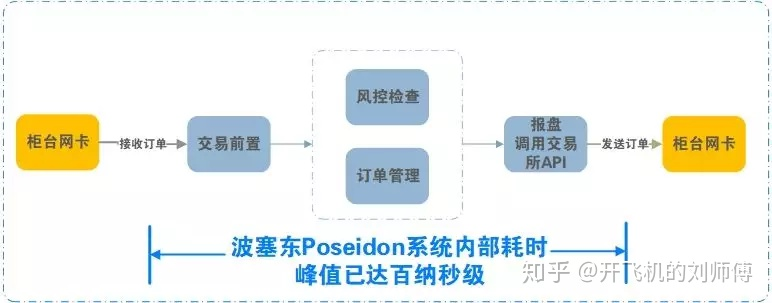 风控检查
柜台网卡
接收订单
交易前置
订单管理
报盘
调用交易
所API
发送订单
柜台网卡
波塞东Poseidon系统内部耗时
峰值已达百纳秒级
知乎 @开飞机的刘师傅